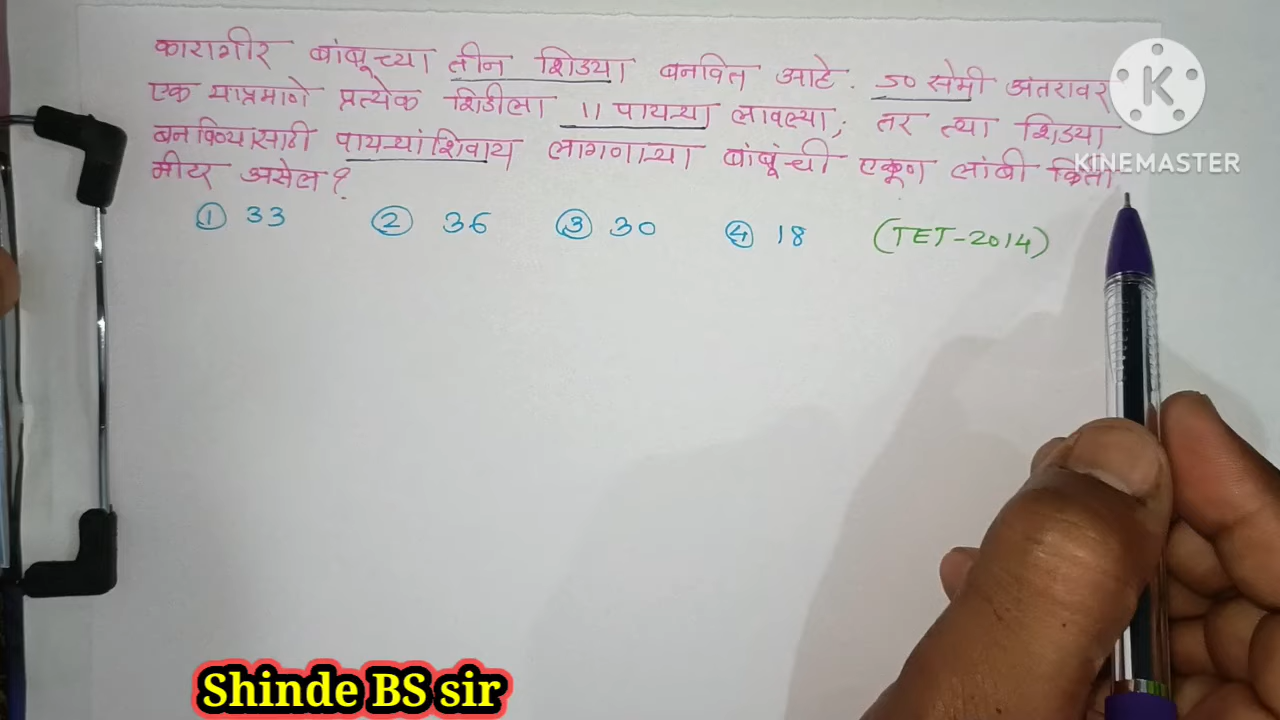 कारागीर बांबूच्या तीन शिड्या बनवित आहे. 50 सेमी अंतरावर
एक याप्रमाणे प्रत्येक शिडीला 11 पायऱ्या लावल्या; तर त्या शिड्या
बनविण्यासाठी पायऱ्यांशिवाय लागणाऱ्या बांबूंची एकूण लांबी किती
मीटर असेल?
① 33 ② 36 ③ 30 ④ 18 (TET-2014)
K
KINEMASTER
Shinde BS sir